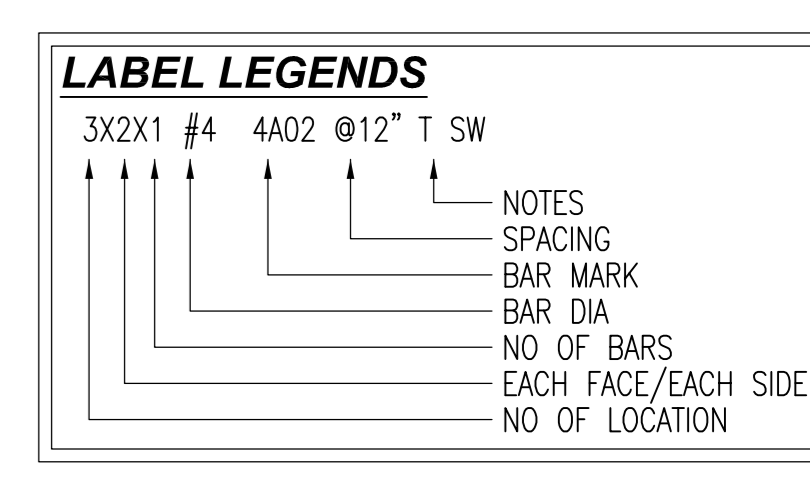 LABEL LEGENDS
3X2X1 #4 4A02 @12" T SW
NOTES
SPACING
BAR MARK
BAR DIA
NO OF BARS
EACH FACE/EACH SIDE
NO OF LOCATION